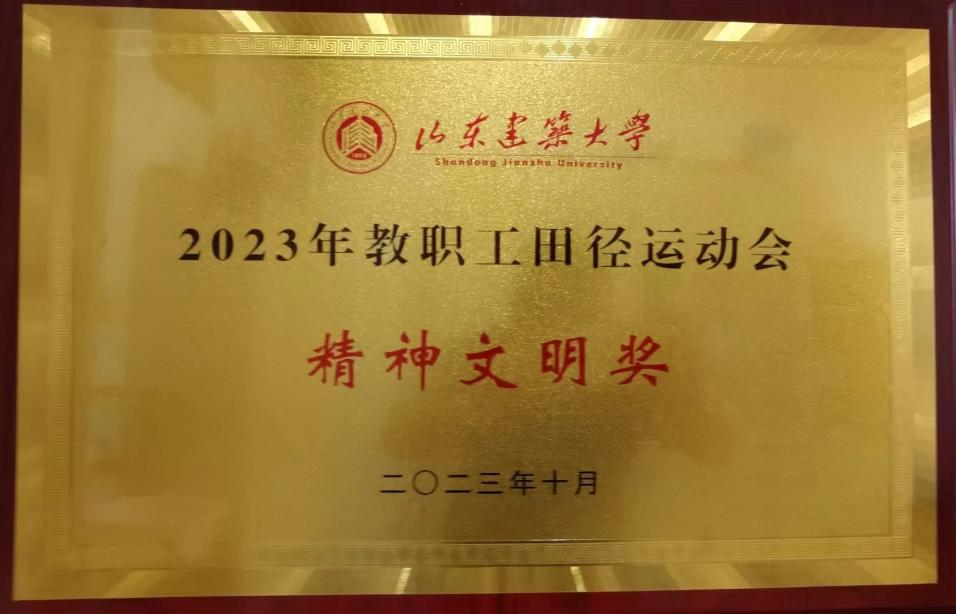 山东建筑大学
Shandong Jianzhu University
2023年教职工田径运动会
精神文明奖
二〇二三年十月